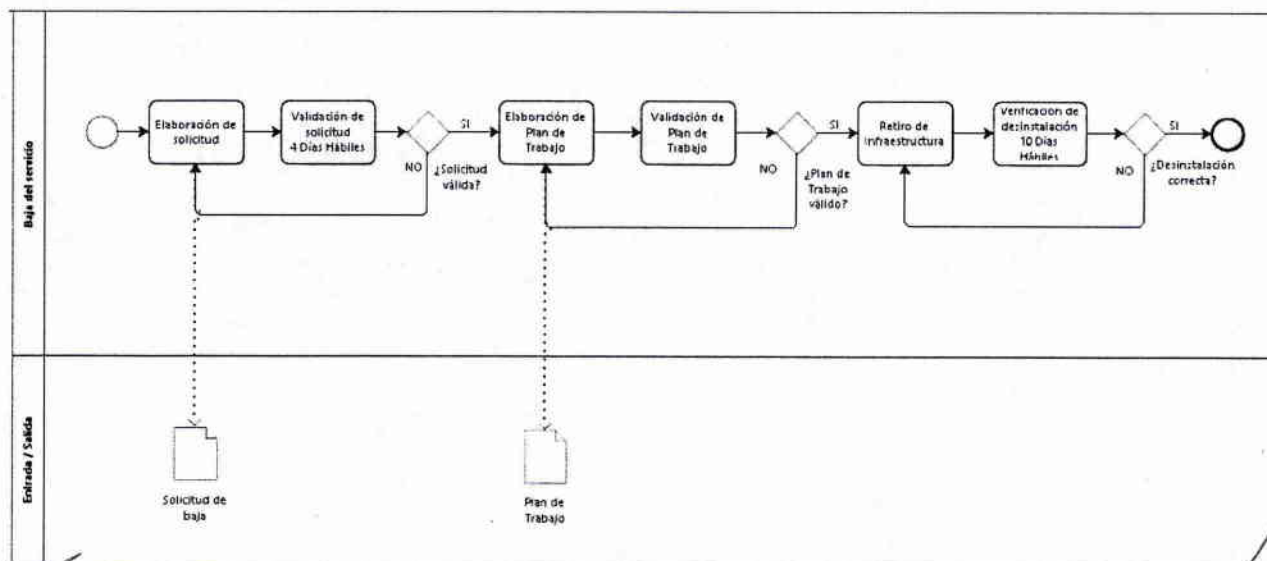 Baja del servicio
Elaboración de
solicitud
Validación de
solicitud
4 Días Hábiles
SI
NO
¿Solicitud
válida?
Elaboración de
Plan de
Trabajo
Validación de
Plan de
Trabajo
SI
NO
¿Plan de
Trabajo
válido?
Retiro de
Infraestructura
Verificación de
desinstalación
10 Días
Hábiles
SI
NO
¿Desinstalación
correcta?
Entrada / Salida
Solicitud de
baja
Plan de
Trabajo